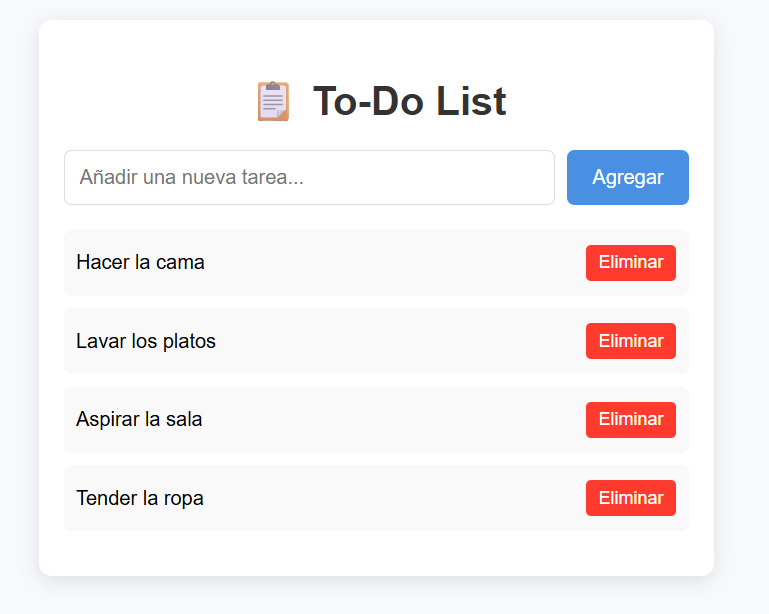 To-Do List
Añadir una nueva tarea...
Agregar
Hacer la cama
Eliminar
Lavar los platos
Eliminar
Aspirar la sala
Eliminar
Tender la ropa
Eliminar